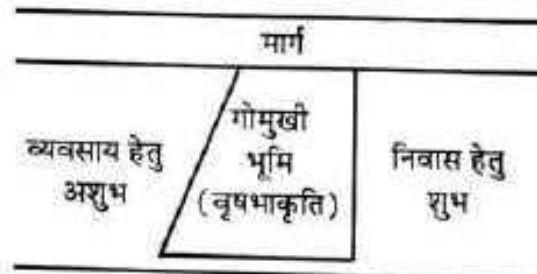 मार्ग
व्यवसाय हेतु
अशुभ
गोमुखी
भूमि
(वृषभाकृति)
निवास हेतु
शुभ